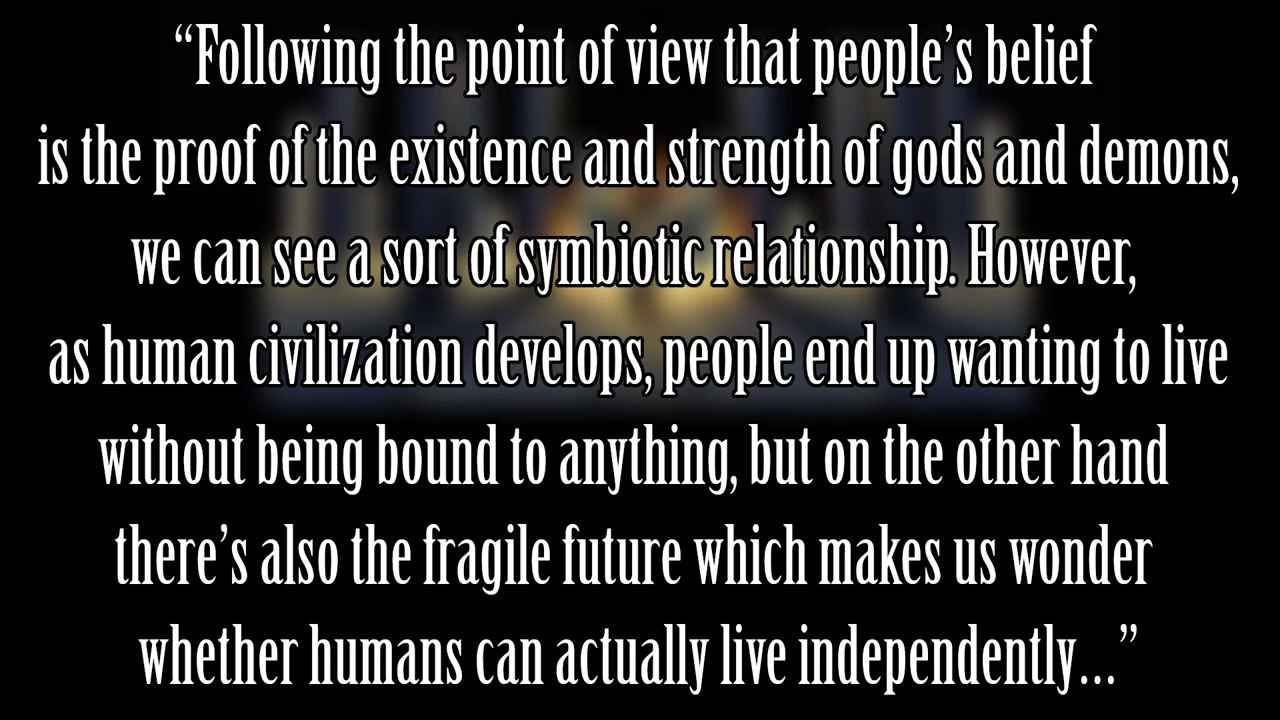 “Following the point of view that people’s belief
is the proof of the existence and strength of gods and demons,
we can see a sort of symbiotic relationship. However,
as human civilization develops, people end up wanting to live
without being bound to anything, but on the other hand
there’s also the fragile future which makes us wonder
whether humans can actually live independently...”